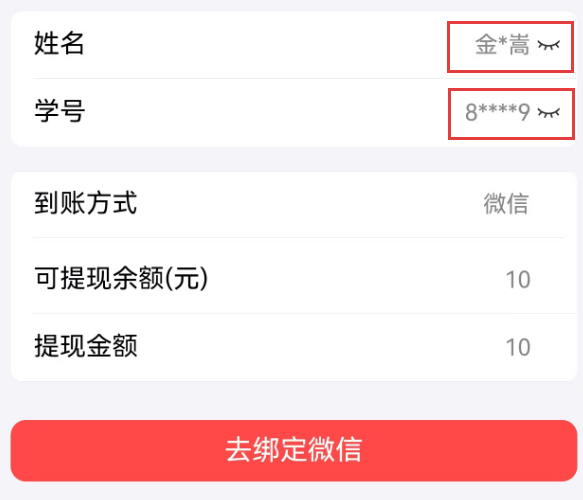 姓名 金*嵩
学号 8****9
到账方式 微信
可提现余额(元) 10
提现金额 10
去绑定微信